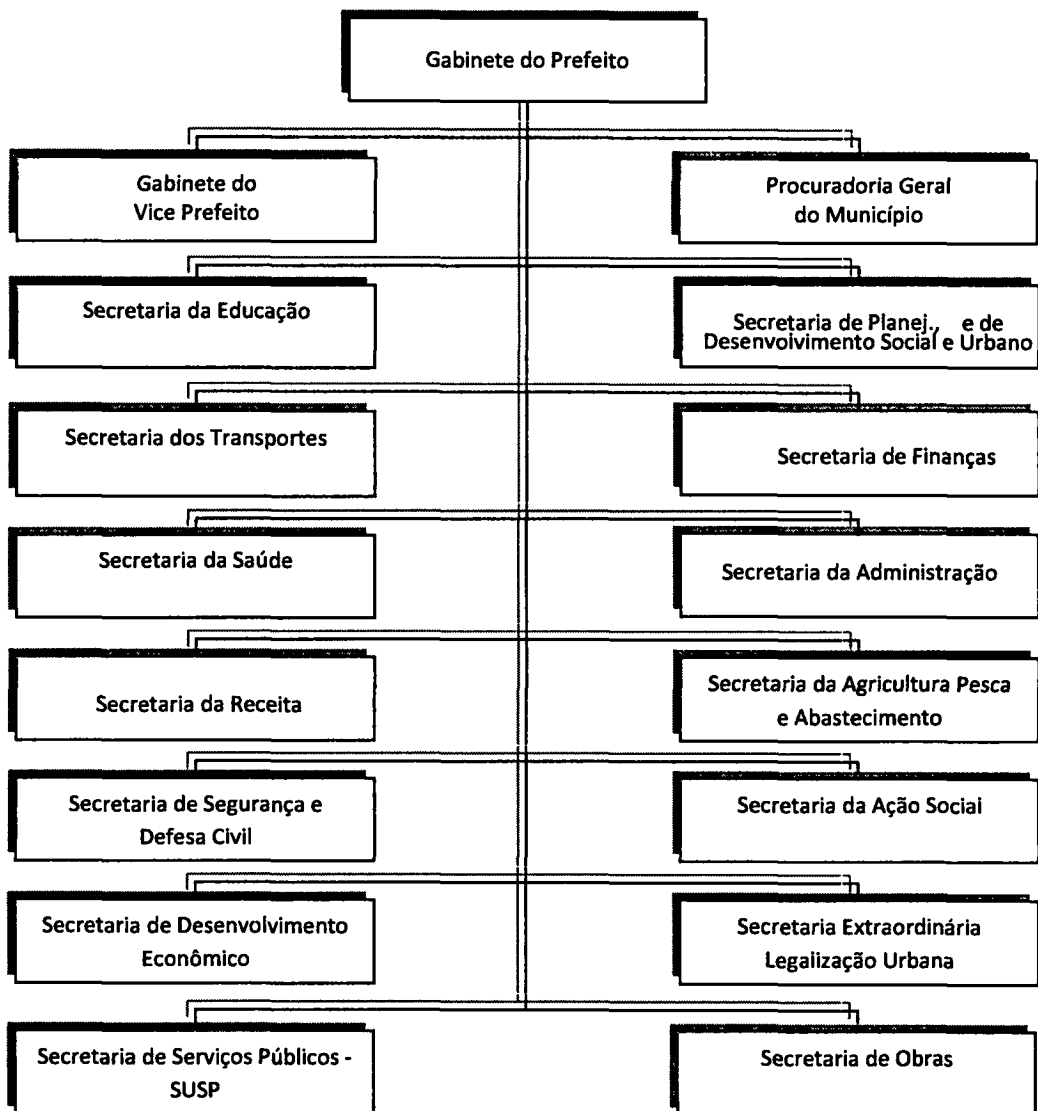 Gabinete do Prefeito
Gabinete do
Vice Prefeito
Procuradoria Geral
do Município
Secretaria da Educação
Secretaria de Planej., e de
Desenvolvimento Social e Urbano
Secretaria dos Transportes
Secretaria de Finanças
Secretaria da Saúde
Secretaria da Administração
Secretaria da Receita
Secretaria da Agricultura Pesca
e Abastecimento
Secretaria de Segurança e
Defesa Civil
Secretaria da Ação Social
Secretaria de Desenvolvimento
Econômico
Secretaria Extraordinária
Legalização Urbana
Secretaria de Serviços Públicos -
SUSP
Secretaria de Obras